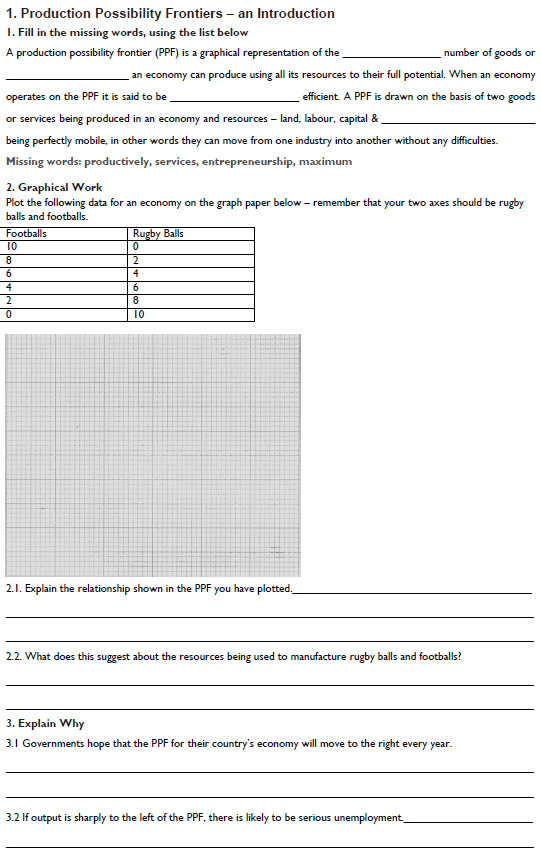 1. Production Possibility Frontiers – an Introduction
1. Fill in the missing words, using the list below
A production possibility frontier (PPF) is a graphical representation of the ____________________ number of goods or
_________________________ an economy can produce using all its resources to their full potential. When an economy
operates on the PPF it is said to be __________________________ efficient. A PPF is drawn on the basis of two goods
or services being produced in an economy and resources – land, labour, capital & _______________________________
being perfectly mobile, in other words they can move from one industry into another without any difficulties.
Missing words: productively, services, entrepreneurship, maximum
2. Graphical Work
Plot the following data for an economy on the graph paper below – remember that your two axes should be rugby
balls and footballs.
Footballs Rugby Balls
10 0
8 2
6 4
4 6
2 8
0 10
2.1. Explain the relationship shown in the PPF you have plotted.________________________________________________
2.2. What does this suggest about the resources being used to manufacture rugby balls and footballs?
3. Explain Why
3.1 Governments hope that the PPF for their country's economy will move to the right every year.
3.2 If output is sharply to the left of the PPF, there is likely to be serious unemployment.__________________________